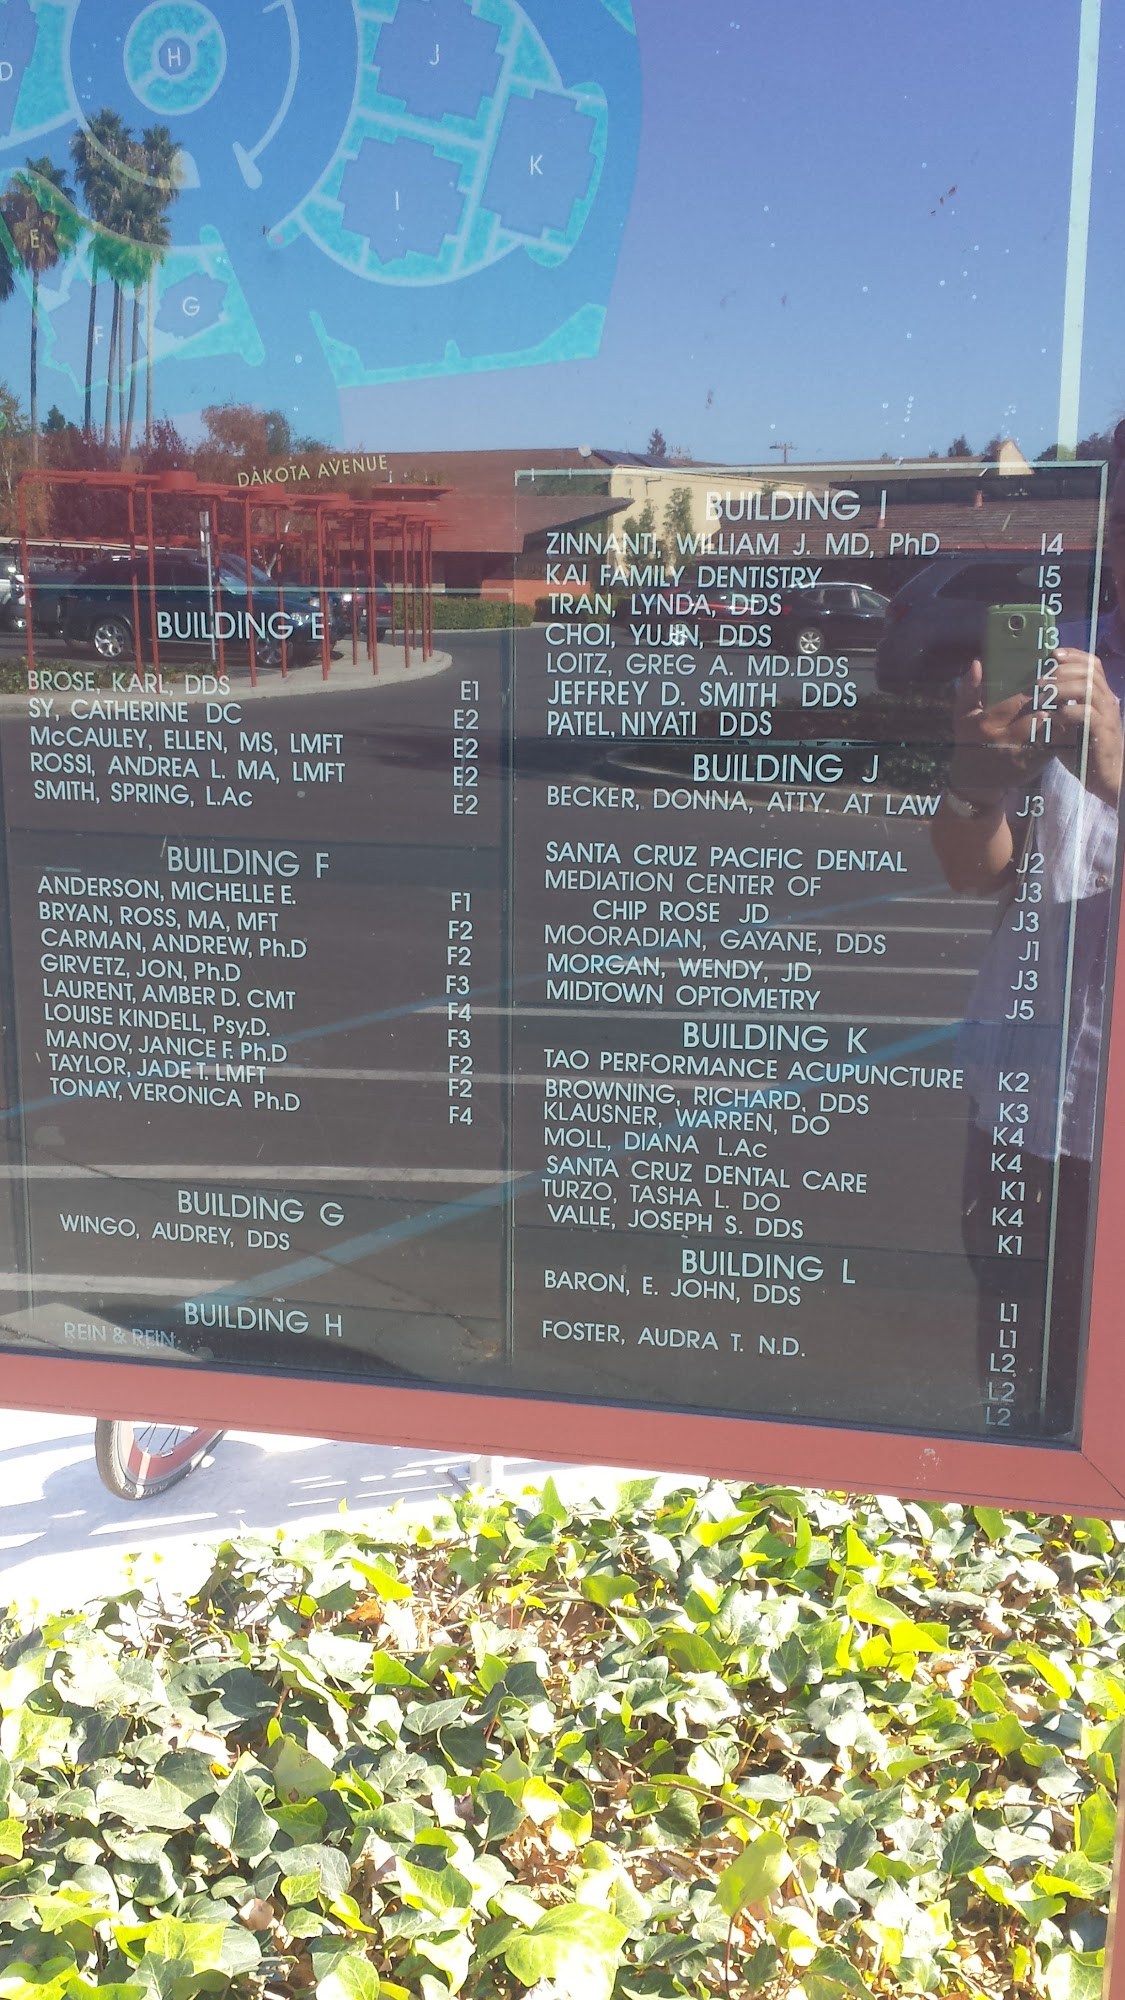 D
H
J
K
I
E
G
F
DAKOTA AVENUE
BUILDING E
BROSE, KARL, DDS E1
SY, CATHERINE DC E2
McCAULEY, ELLEN, MS, LMFT E2
ROSSI, ANDREA L. MA, LMFT E2
SMITH, SPRING, L.Ac E2
BUILDING F
ANDERSON, MICHELLE E. F1
BRYAN, ROSS, MA, MFT F2
CARMAN, ANDREW, Ph.D F2
GIRVETZ, JON, Ph.D F3
LAURENT, AMBER D. CMT F4
LOUISE KINDELL, Psy.D. F3
MANOV, JANICE F. Ph.D F2
TAYLOR, JADE T. LMFT F2
TONAY, VERONICA Ph.D F4
BUILDING G
WINGO, AUDREY, DDS
BUILDING H
REIN & REIN
BUILDING I
ZINNANTI, WILLIAM J. MD, PhD I4
KAI FAMILY DENTISTRY I5
TRAN, LYNDA, DDS I5
CHOI, YUJIN, DDS I3
LOITZ, GREG A. MD.DDS I2
JEFFREY D. SMITH DDS I2
PATEL, NIYATI DDS I1
BUILDING J
BECKER, DONNA, ATTY. AT LAW J3
SANTA CRUZ PACIFIC DENTAL J2
MEDIATION CENTER OF J3
CHIP ROSE JD J3
MOORADIAN, GAYANE, DDS J1
MORGAN, WENDY, JD J3
MIDTOWN OPTOMETRY J5
BUILDING K
TAO PERFORMANCE ACUPUNCTURE K2
BROWNING, RICHARD, DDS K3
KLAUSNER, WARREN, DO K4
MOLL, DIANA L.Ac K4
SANTA CRUZ DENTAL CARE K1
TURZO, TASHA L. DO K4
VALLE, JOSEPH S. DDS K1
BUILDING L
BARON, E. JOHN, DDS L1
L1
FOSTER, AUDRA T. N.D. L2
L2
L2